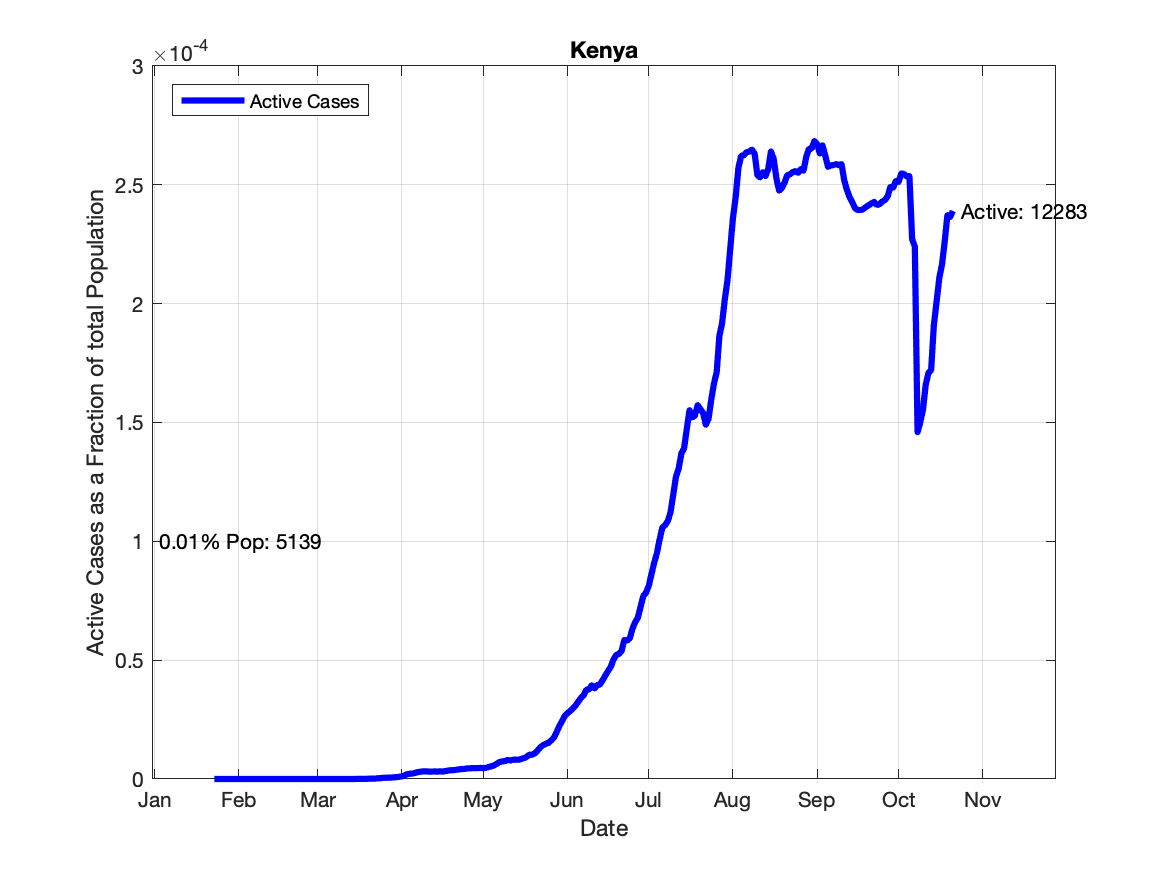 Kenya
×10-4
Active Cases
3
2.5
2
1.5
1
0.5
0
Active Cases as a Fraction of total Population
Active: 12283
0.01% Pop: 5139
Jan Feb Mar Apr May Jun Jul Aug Sep Oct Nov
Date